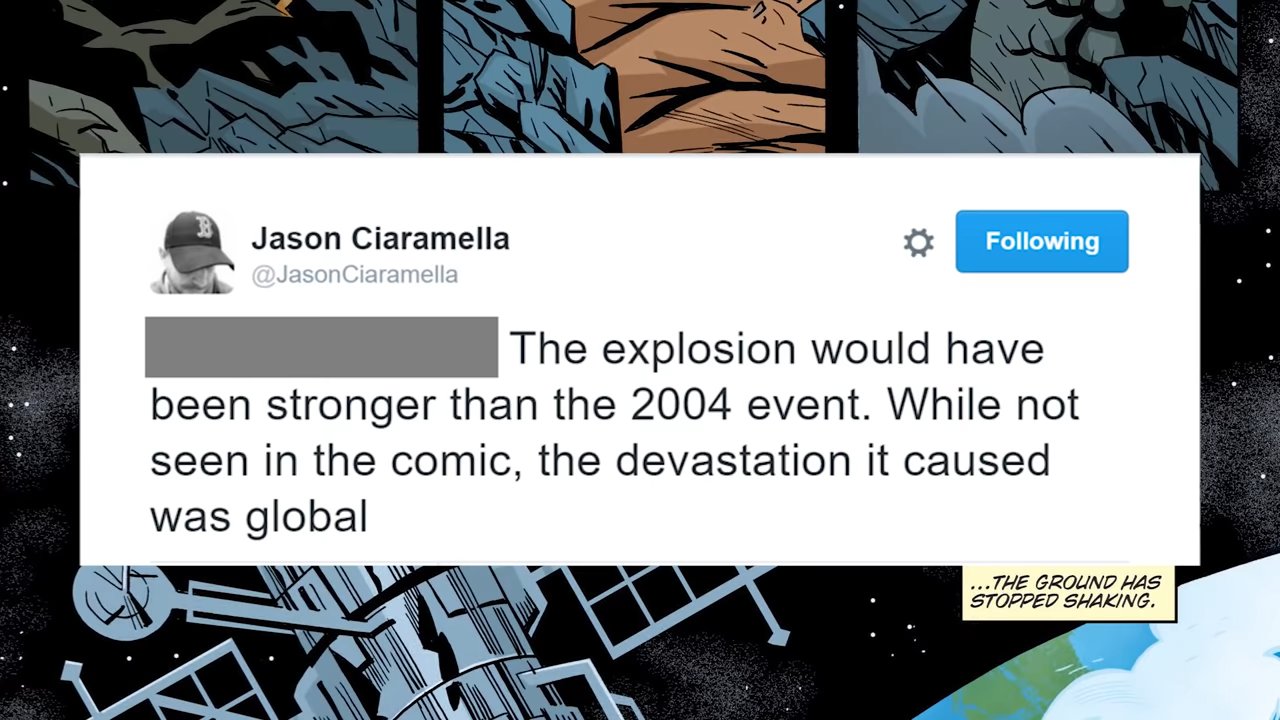 Jason Ciaramella
Following
@JasonCiaramella
The explosion would have
been stronger than the 2004 event. While not
seen in the comic, the devastation it caused
was global
...THE GROUND HAS
STOPPED SHAKING.